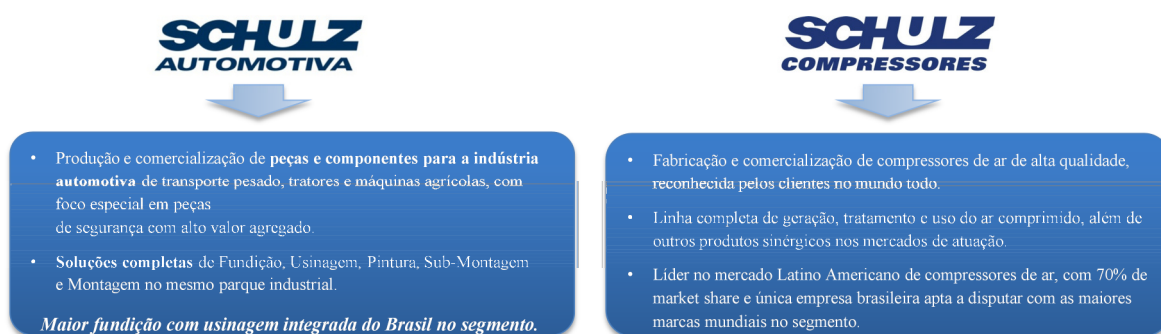 SCHULZ
AUTOMOTIVA
• Produção e comercialização de peças e componentes para a indústria
automotiva de transporte pesado, tratores e máquinas agrícolas, com
foco especial em peças
de segurança com alto valor agregado.
• Soluções completas de Fundição, Usinagem, Pintura, Sub-Montagem
e Montagem no mesmo parque industrial.
Maior fundição com usinagem integrada do Brasil no segmento.
SCHULZ
COMPRESSORES
• Fabricação e comercialização de compressores de ar de alta qualidade,
reconhecida pelos clientes no mundo todo.
• Linha completa de geração, tratamento e uso do ar comprimido, além de
outros produtos sinérgicos nos mercados de atuação.
• Líder no mercado Latino Americano de compressores de ar, com 70% de
market share e única empresa brasileira apta a disputar com as maiores
marcas mundiais no segmento.